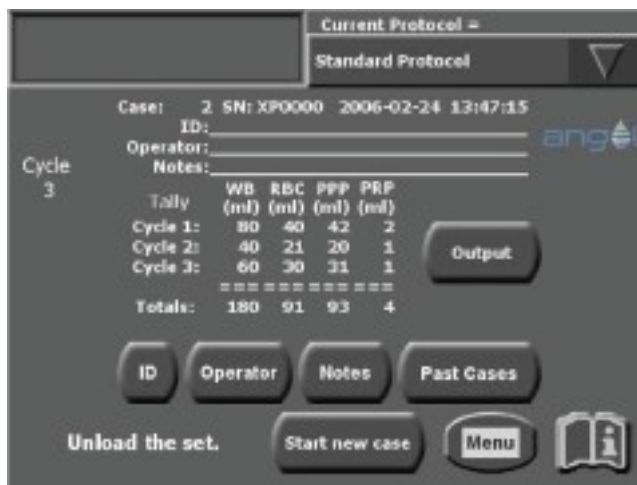 Current Protocol =
Standard Protocol
Case: 2 SN: XP0000 2006-02-24 13:47:15
ID:
Operator:
Notes:
Cycle
3
Tally WB RBC PPP PRP
(ml) (ml) (ml) (ml)
Cycle 1: 80 40 42 2
Cycle 2: 40 21 20 1
Cycle 3: 60 30 31 1
===============
Totals: 180 91 93 4
angel
Output
ID Operator Notes Past Cases
Unload the set. Start new case Menu
i